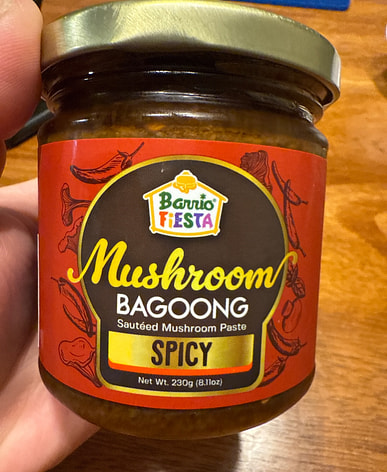 Barrio
FIESTA
Mushroom
BAGOONG
Sautéed Mushroom Paste
SPICY
Net Wt. 230g (8.11oz)